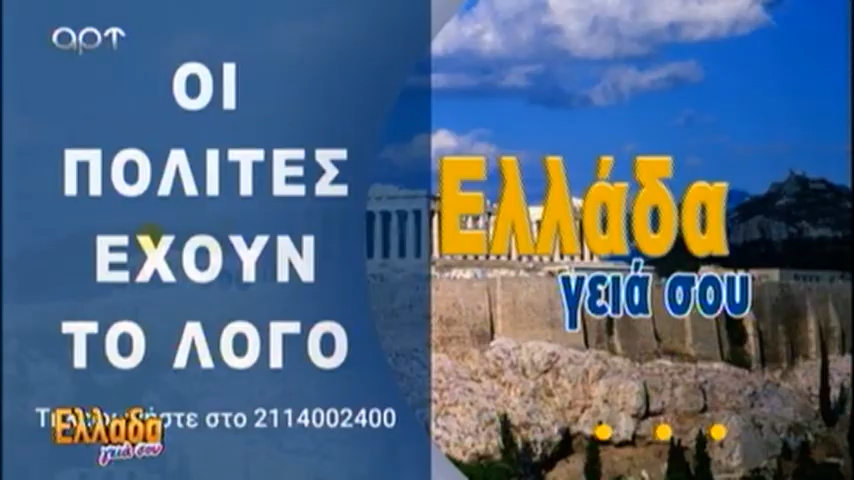 αρτ
ΟΙ
ΠΟΛΙΤΕΣ
ΕΧΟΥΝ
ΤΟ ΛΟΓΟ
στο 2114002400
Ελλάδα
γειά σου
Ελλάδα
γειά σου